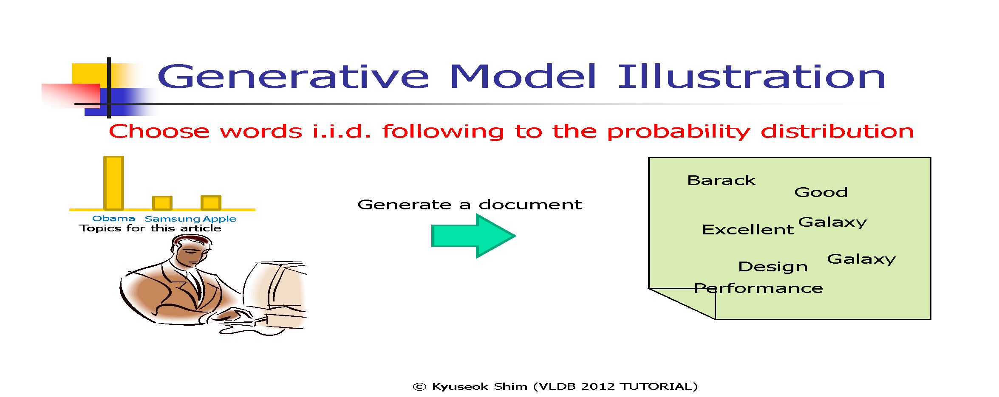 Generative Model Illustration
Choose words i.i.d. following to the probability distribution
Obama Samsung Apple
Topics for this article
Generate a document
Barack
Good
Galaxy
Excellent
Galaxy
Design
Performance
© Kyuseok Shim (VLDB 2012 TUTORIAL)